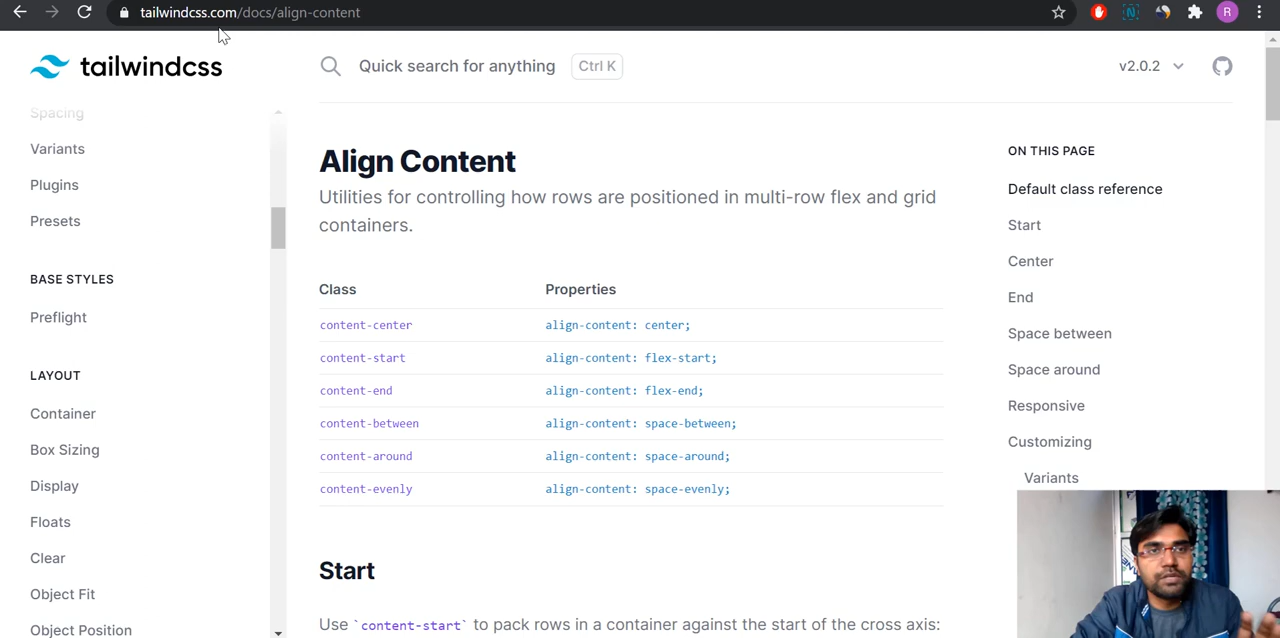 tailwindcss.com/docs/align-content
R
tailwindcss
Quick search for anything
Ctrl K
v2.0.2
Spacing
Variants
Plugins
Presets
BASE STYLES
Preflight
LAYOUT
Container
Box Sizing
Display
Floats
Clear
Object Fit
Object Position
Align Content
Utilities for controlling how rows are positioned in multi-row flex and grid
containers.
Class Properties
content-center align-content: center;
content-start align-content: flex-start;
content-end align-content: flex-end;
content-between align-content: space-between;
content-around align-content: space-around;
content-evenly align-content: space-evenly;
Start
Use `content-start` to pack rows in a container against the start of the cross axis:
ON THIS PAGE
Default class reference
Start
Center
End
Space between
Space around
Responsive
Customizing
Variants